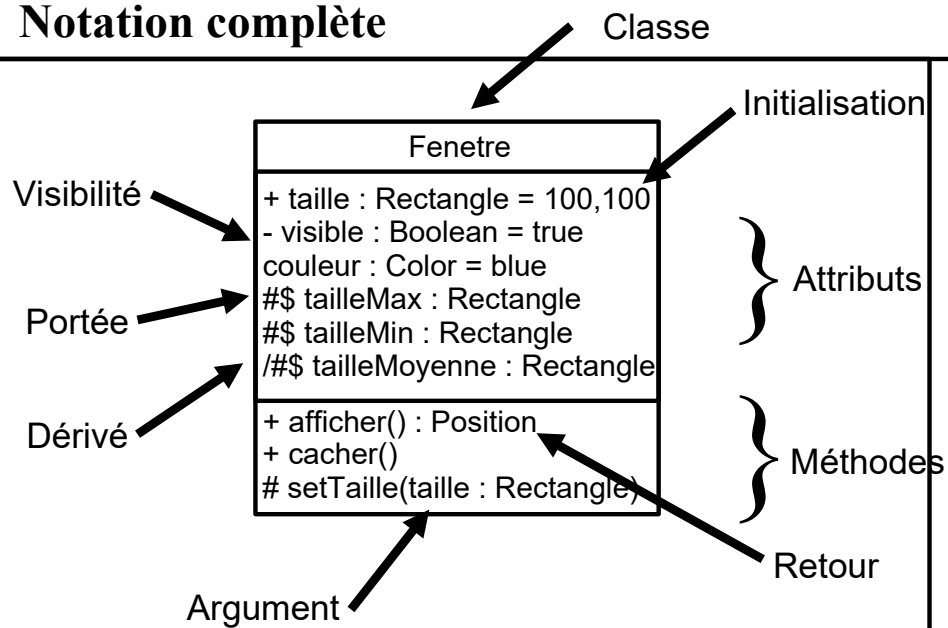 Notation complète
Classe
Initialisation
Fenetre
Visibilité
+ taille : Rectangle = 100,100
- visible : Boolean = true
couleur : Color = blue
#$ tailleMax : Rectangle
#$ tailleMin : Rectangle
/#$ tailleMoyenne : Rectangle
Attributs
Portée
Dérivé
+ afficher() : Position
+ cacher()
# setTaille(taille : Rectangle)
Méthodes
Retour
Argument